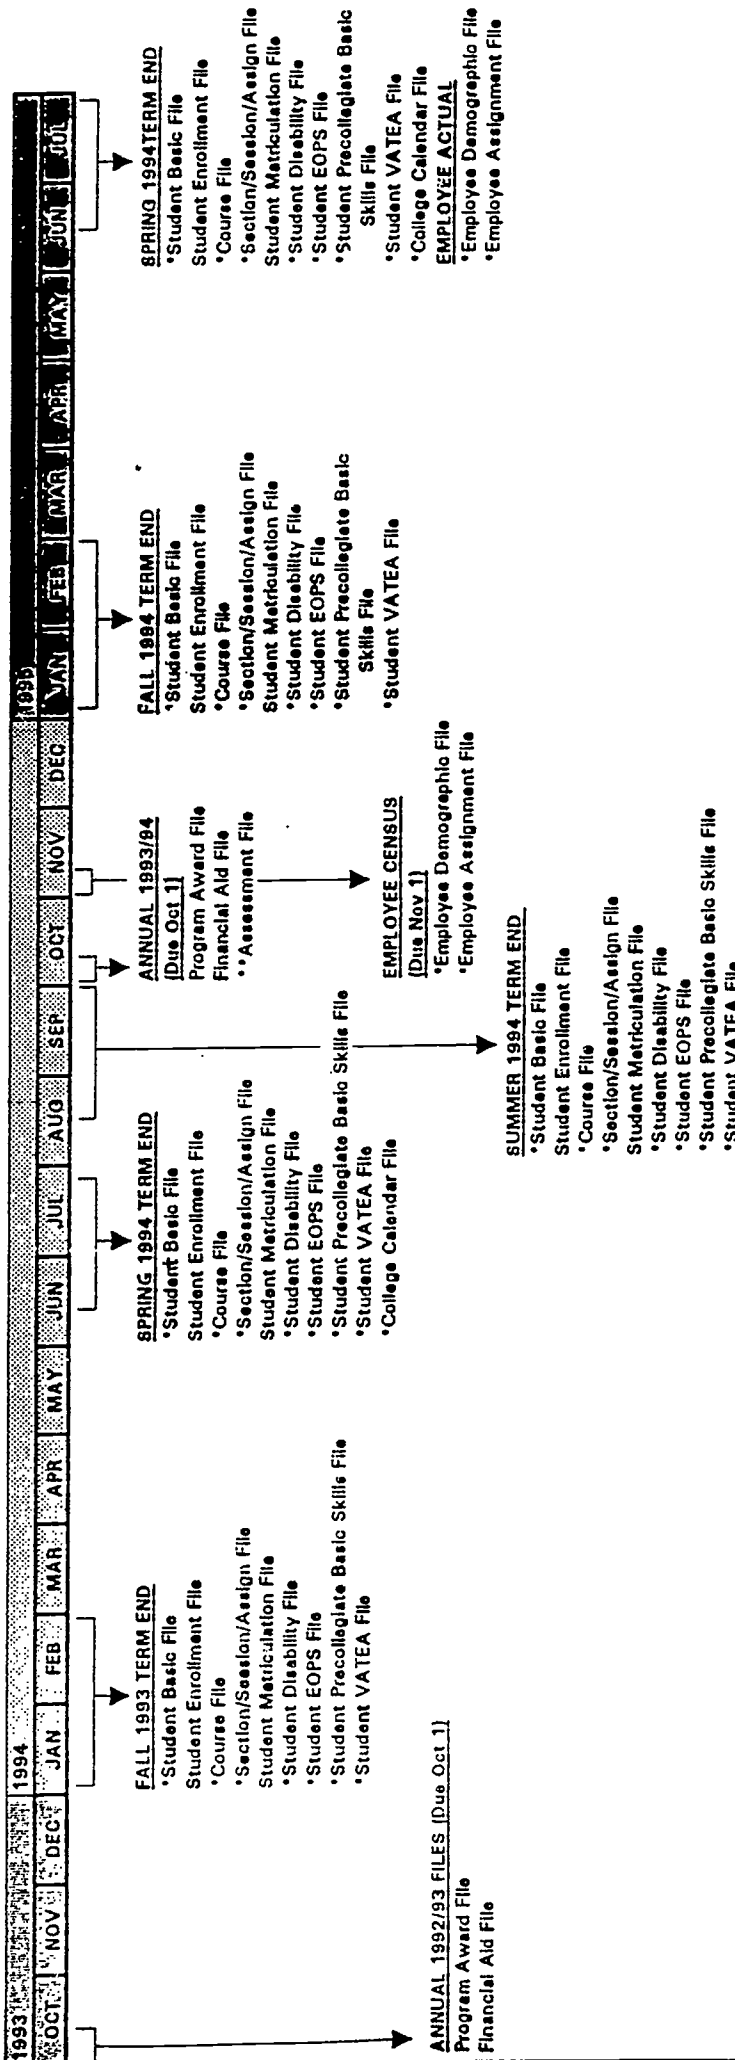 1993
1994
1995
OCT NOV DEC JAN FEB MAR APR MAY JUN JUL AUG SEP OCT NOV DEC JAN FEB MAR APR MAY JUN JUL
ANNUAL 1992/93 FILES (Due Oct 1)
Program Award File
Financial Aid File
FALL 1993 TERM END
*Student Basic File
Student Enrollment File
*Course File
*Section/Session/Assign File
Student Matriculation File
*Student Disability File
*Student EOPS File
*Student Precollegiate Basic Skills File
*Student VATEA File
SPRING 1994 TERM END
*Student Basic File
Student Enrollment File
*Course File
*Section/Session/Assign File
Student Matriculation File
*Student Disability File
*Student EOPS File
*Student Precollegiate Basic Skills File
*Student VATEA File
*College Calendar File
SUMMER 1994 TERM END
*Student Basic File
Student Enrollment File
*Course File
*Section/Session/Assign File
Student Matriculation File
*Student Disability File
*Student EOPS File
*Student Precollegiate Basic Skills File
*Student VATEA File
ANNUAL 1993/94
(Due Oct 1)
Program Award File
Financial Aid File
**Assessment File
EMPLOYEE CENSUS
(Due Nov 1)
*Employee Demographic File
*Employee Assignment File
FALL 1994 TERM END
*Student Basic File
Student Enrollment File
*Course File
*Section/Session/Assign File
Student Matriculation File
*Student Disability File
*Student EOPS File
*Student Precollegiate Basic
Skills File
*Student VATEA File
SPRING 1994 TERM END
*Student Basic File
Student Enrollment File
*Course File
*Section/Session/Assign File
Student Matriculation File
*Student Disability File
*Student EOPS File
*Student Precollegiate Basic
Skills File
*Student VATEA File
*College Calendar File
EMPLOYEE ACTUAL
*Employee Demographic File
*Employee Assignment File